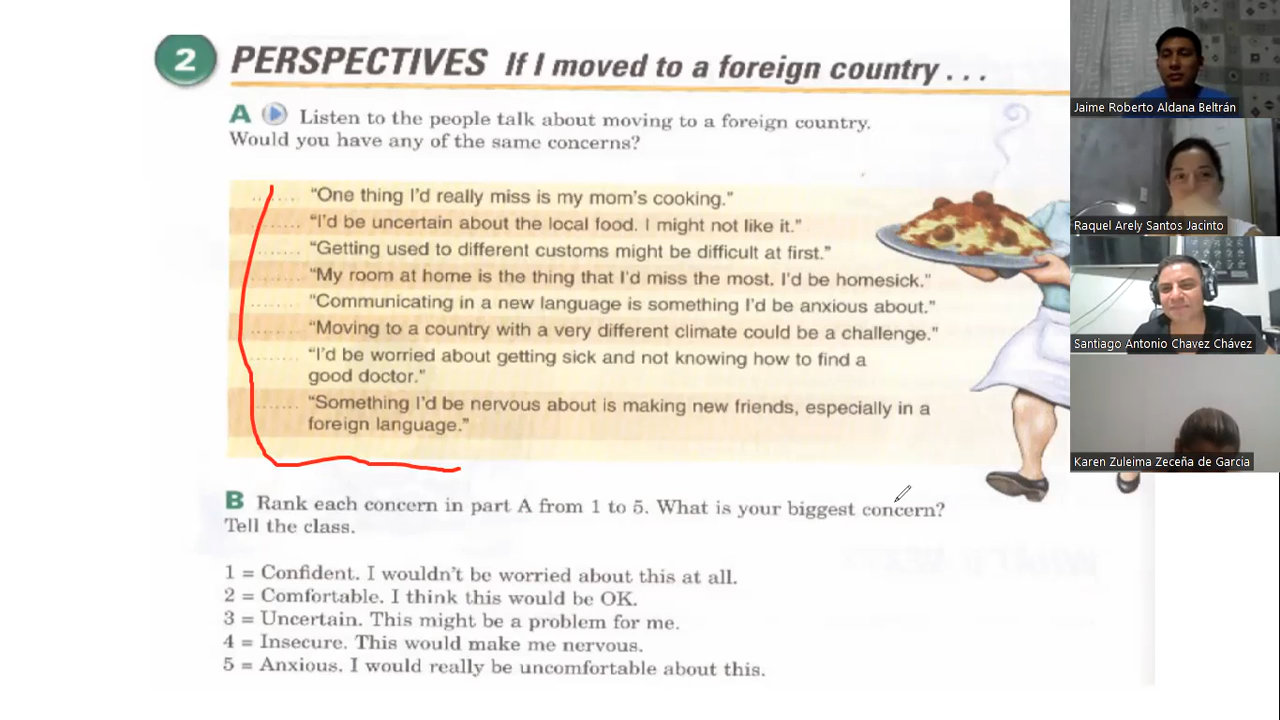 2 PERSPECTIVES If I moved to a foreign country . . .
A Listen to the people talk about moving to a foreign country.
Would you have any of the same concerns?
........ "One thing I'd really miss is my mom's cooking."
........ "I'd be uncertain about the local food. I might not like it."
........ "Getting used to different customs might be difficult at first."
........ "My room at home is the thing that I'd miss the most. I'd be homesick."
........ "Communicating in a new language is something I'd be anxious about."
........ "Moving to a country with a very different climate could be a challenge."
........ "I'd be worried about getting sick and not knowing how to find a
good doctor."
........ "Something I'd be nervous about is making new friends, especially in a
foreign language."
B Rank each concern in part A from 1 to 5. What is your biggest concern?
Tell the class.
1 = Confident. I wouldn't be worried about this at all.
2 = Comfortable. I think this would be OK.
3 = Uncertain. This might be a problem for me.
4 = Insecure. This would make me nervous.
5 = Anxious. I would really be uncomfortable about this.
Jaime Roberto Aldana Beltrán
Raquel Arely Santos Jacinto
Santiago Antonio Chavez Chávez
Karen Zuleima Zeceña de Garcia